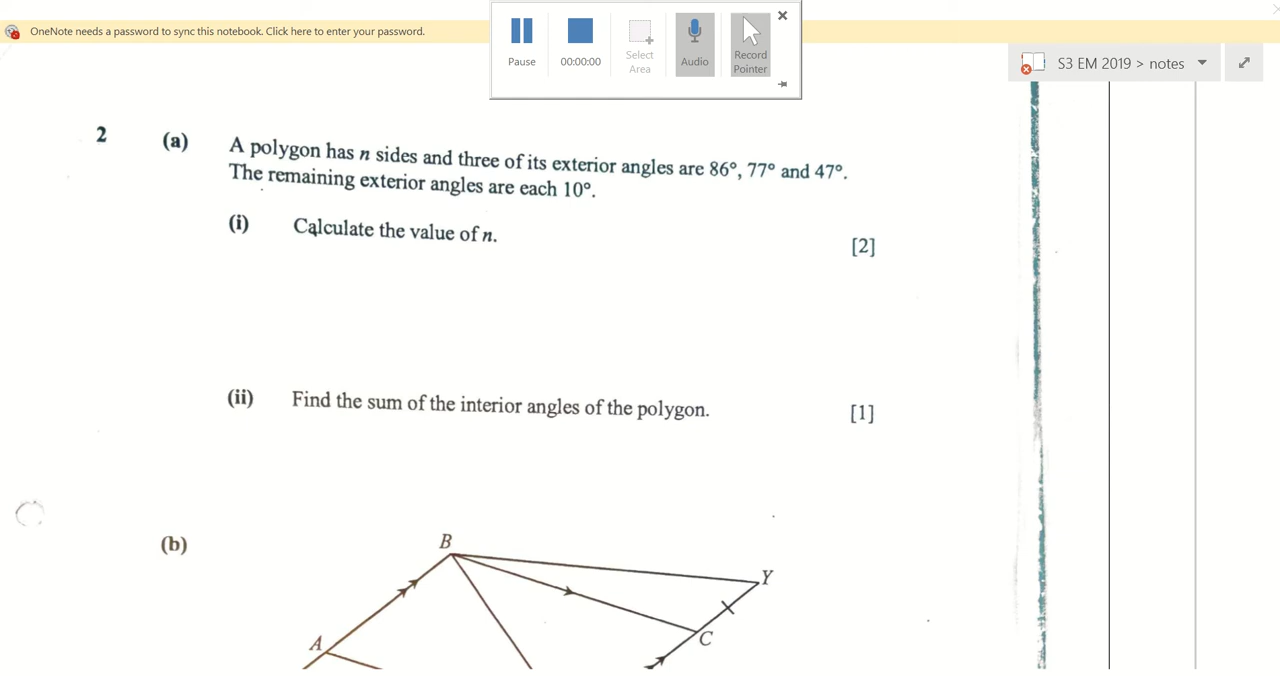 OneNote needs a password to sync this notebook. Click here to enter your password.
Pause
00:00:00
Select
Area
Audio
Record
Pointer
S3 EM 2019 > notes
2 (a) A polygon has n sides and three of its exterior angles are 86°, 77° and 47°.
The remaining exterior angles are each 10°.
(i) Calculate the value of n. [2]
(ii) Find the sum of the interior angles of the polygon. [1]
(b)
B
Y
A
C